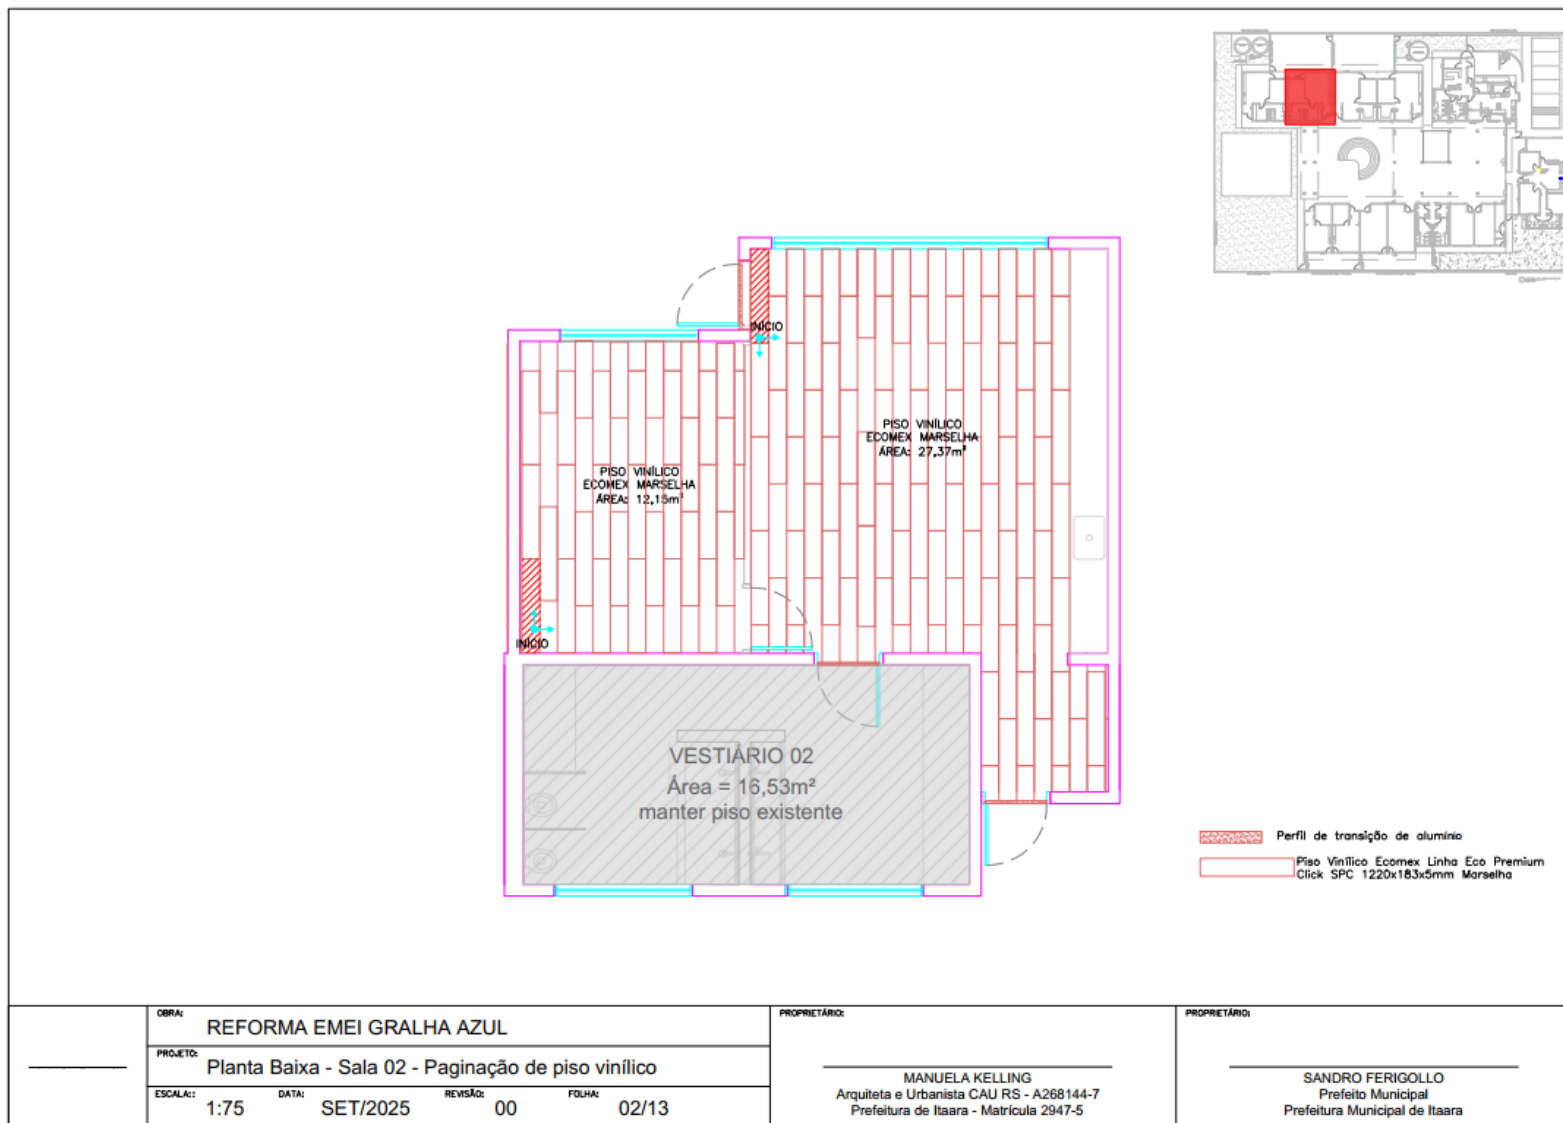 INÍCIO
PISO VINÍLICO
ECOMEX MARSELHA
ÁREA: 27,37m²
PISO VINÍLICO
ECOMEX MARSELHA
ÁREA: 12,15m²
INÍCIO
VESTIÁRIO 02
Área = 16,53m²
manter piso existente
Perfil de transição de alumínio
Piso Vinílico Ecomex Linha Eco Premium
Click SPC 1220x183x5mm Marselha
OBRA:
REFORMA EMEI GRALHA AZUL
PROJETO:
Planta Baixa - Sala 02 - Paginação de piso vinílico
ESCALA::
1:75
DATA:
SET/2025
REVISÃO:
00
FOLHA:
02/13
PROPRIETÁRIO:
MANUELA KELLING
Arquiteta e Urbanista CAU RS - A268144-7
Prefeitura de Itaara - Matrícula 2947-5
PROPRIETÁRIO:
SANDRO FERIGOLLO
Prefeito Municipal
Prefeitura Municipal de Itaara